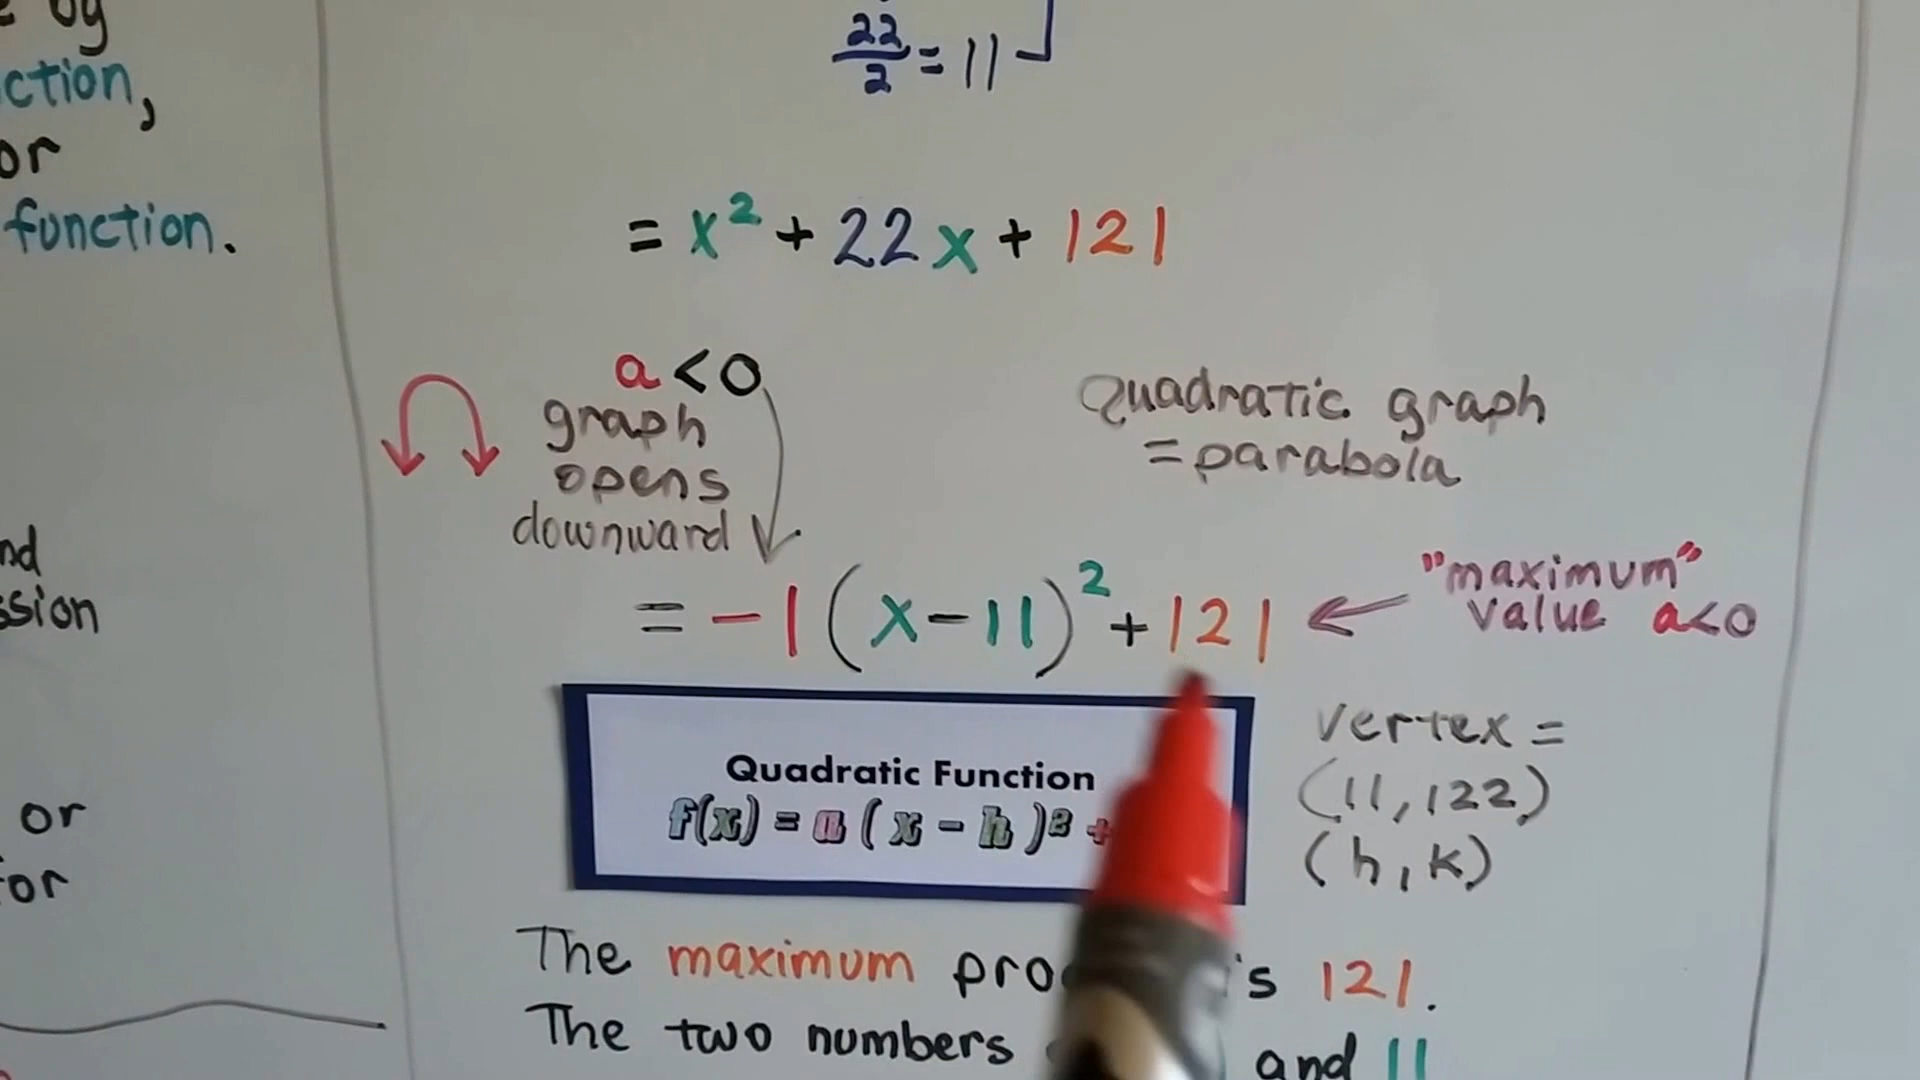 e by
ction,
or
function.
nd
ssion
or
for
22/2 = 11
= x² + 22x + 121
a < 0
graph
opens
downward
Quadratic graph
= parabola
= -1(x-11)² + 121
"maximum"
value a<0
Quadratic Function
f(x) = a(x - h)² +
vertex =
(11,122)
(h,k)
The maximum pro 's 121.
The two numbers and 11